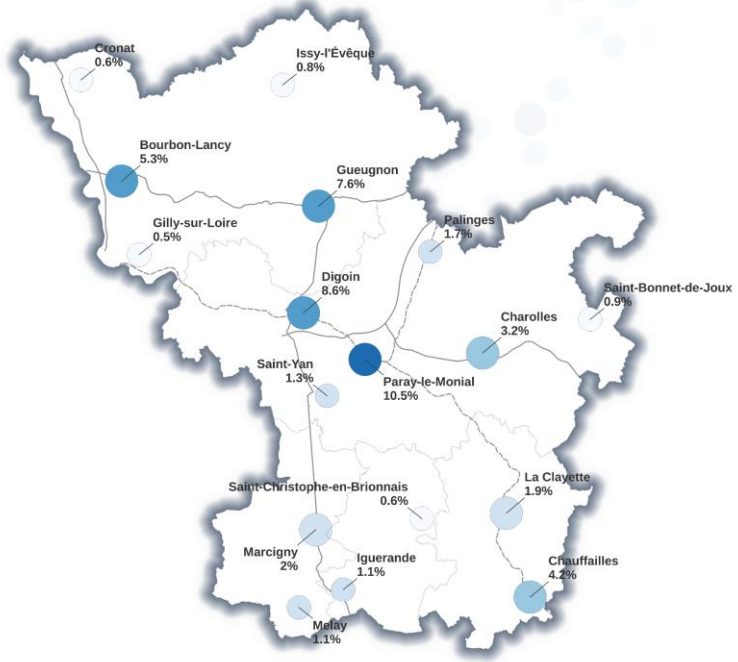 Cronat
0.6%
Issy-l'Évêque
0.8%
Bourbon-Lancy
5.3%
Gueugnon
7.6%
Gilly-sur-Loire
0.5%
Palinges
1.7%
Digoin
8.6%
Saint-Bonnet-de-Joux
0.9%
Charolles
3.2%
Saint-Yan
1.3%
Paray-le-Monial
10.5%
Saint-Christophe-en-Brionnais
0.6%
La Clayette
1.9%
Marcigny
2%
Iguerande
1.1%
Chauffailles
4.2%
Melay
1.1%